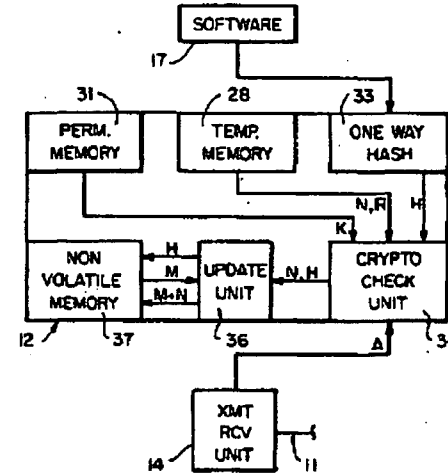 SOFTWARE
17
31
28
33
PERM.
MEMORY
TEMP.
MEMORY
ONE WAY
HASH
N,R
H
K
NON
VOLATILE
MEMORY
H
M
M+N
UPDATE
UNIT
N,H
CRYPTO
CHECK
UNIT
12
37
36
A
XMT
RCV
UNIT
14
11